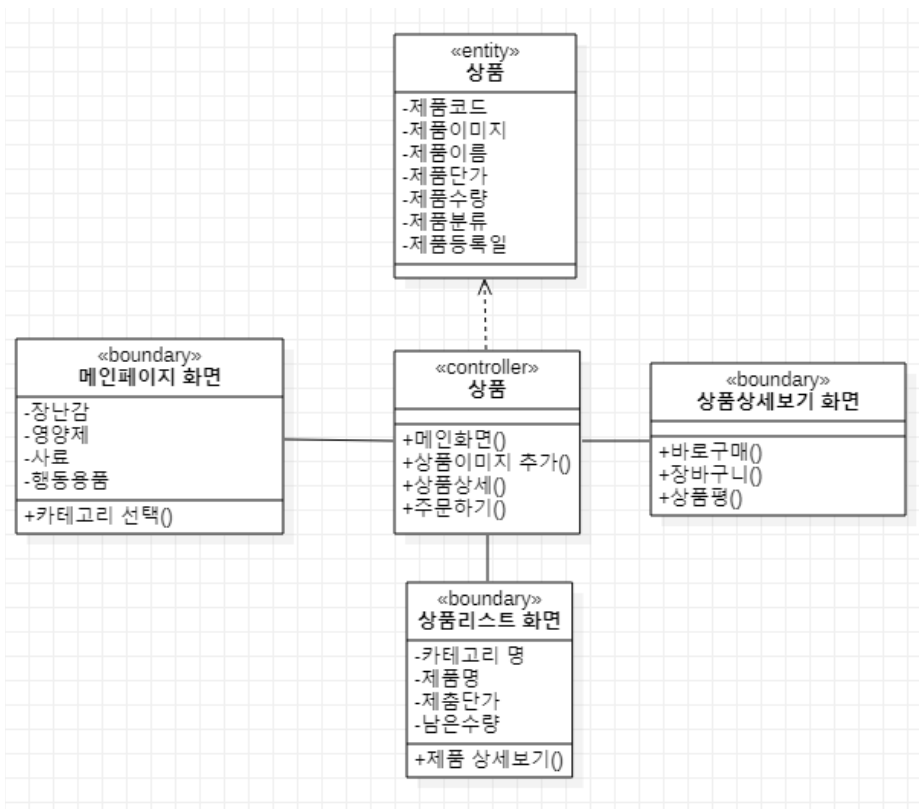 «entity»
상품
-제품코드
-제품이미지
-제품이름
-제품단가
-제품수량
-제품분류
-제품등록일
«boundary»
메인페이지 화면
-장난감
-영양제
-사료
-행동용품
+카테고리 선택()
«controller»
상품
+메인화면()
+상품이미지 추가()
+상품상세()
+주문하기()
«boundary»
상품상세보기 화면
+바로구매()
+장바구니()
+상품평()
«boundary»
상품리스트 화면
-카테고리 명
-제품명
-제춤단가
-남은수량
+제품 상세보기()